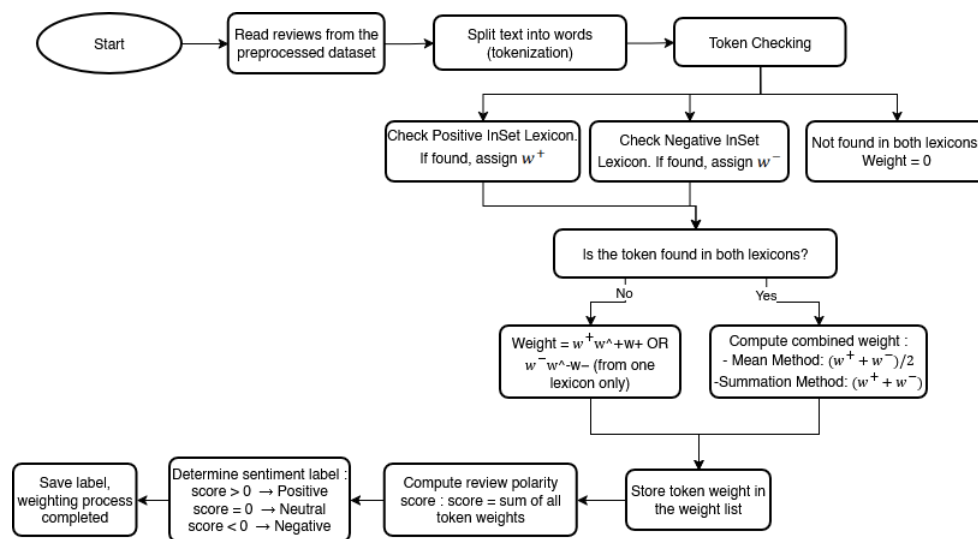 Start
Read reviews from the
preprocessed dataset
Split text into words
(tokenization)
Token Checking
Check Positive InSet Lexicon.
If found, assign w⁺
Check Negative InSet
Lexicon. If found, assign w⁻
Not found in both lexicons
Weight = 0
Is the token found in both lexicons?
No
Yes
Weight = w⁺w^+w+ OR
w⁻w^-w− (from one
lexicon only)
Compute combined weight :
- Mean Method: (w⁺ + w⁻)/2
-Summation Method: (w⁺ + w⁻)
Save label,
weighting process
completed
Determine sentiment label :
score > 0 → Positive
score = 0 → Neutral
score < 0 → Negative
Compute review polarity
score : score = sum of all
token weights
Store token weight in
the weight list